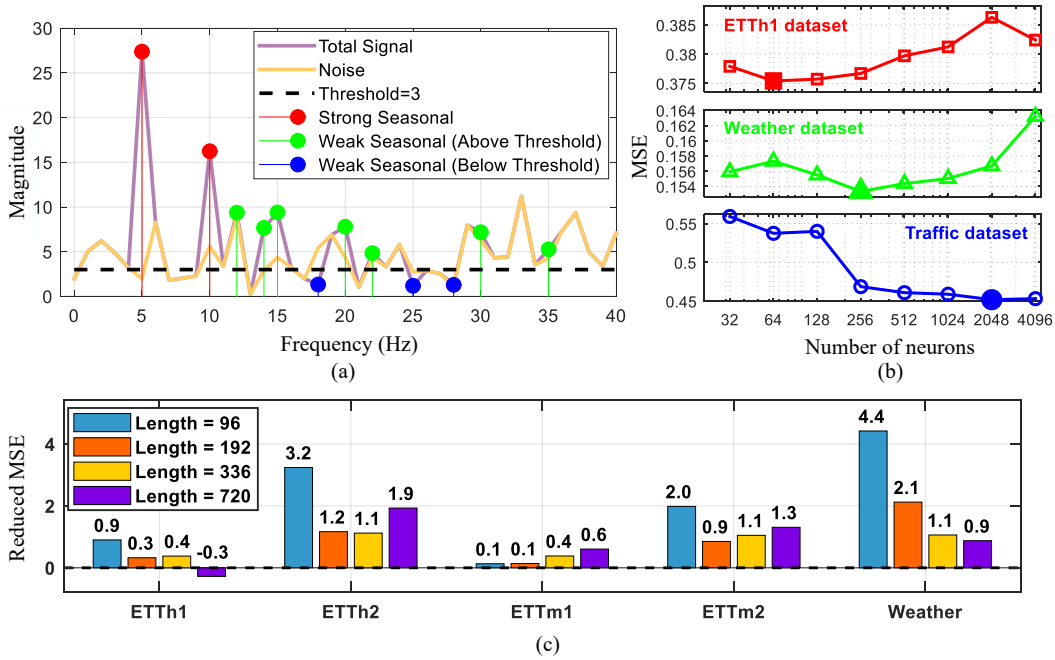 30
25
20
15
10
5
0
Magnitude
0 5 10 15 20 25 30 35 40
Frequency (Hz)
Total Signal
Noise
Threshold=3
Strong Seasonal
Weak Seasonal (Above Threshold)
Weak Seasonal (Below Threshold)
(a)
ETTh1 dataset
0.385
0.38
0.375
Weather dataset
0.164
0.162
0.16
0.158
0.156
0.154
MSE
Traffic dataset
0.55
0.5
0.45
32 64 128 256 512 1024 2048 4096
Number of neurons
(b)
Length = 96
Length = 192
Length = 336
Length = 720
Reduced MSE
4
2
0
0.9 0.3 0.4 -0.3
3.2 1.2 1.1 1.9
0.1 0.1 0.4 0.6
2.0 0.9 1.1 1.3
4.4 2.1 1.1 0.9
ETTh1 ETTh2 ETTm1 ETTm2 Weather
(c)